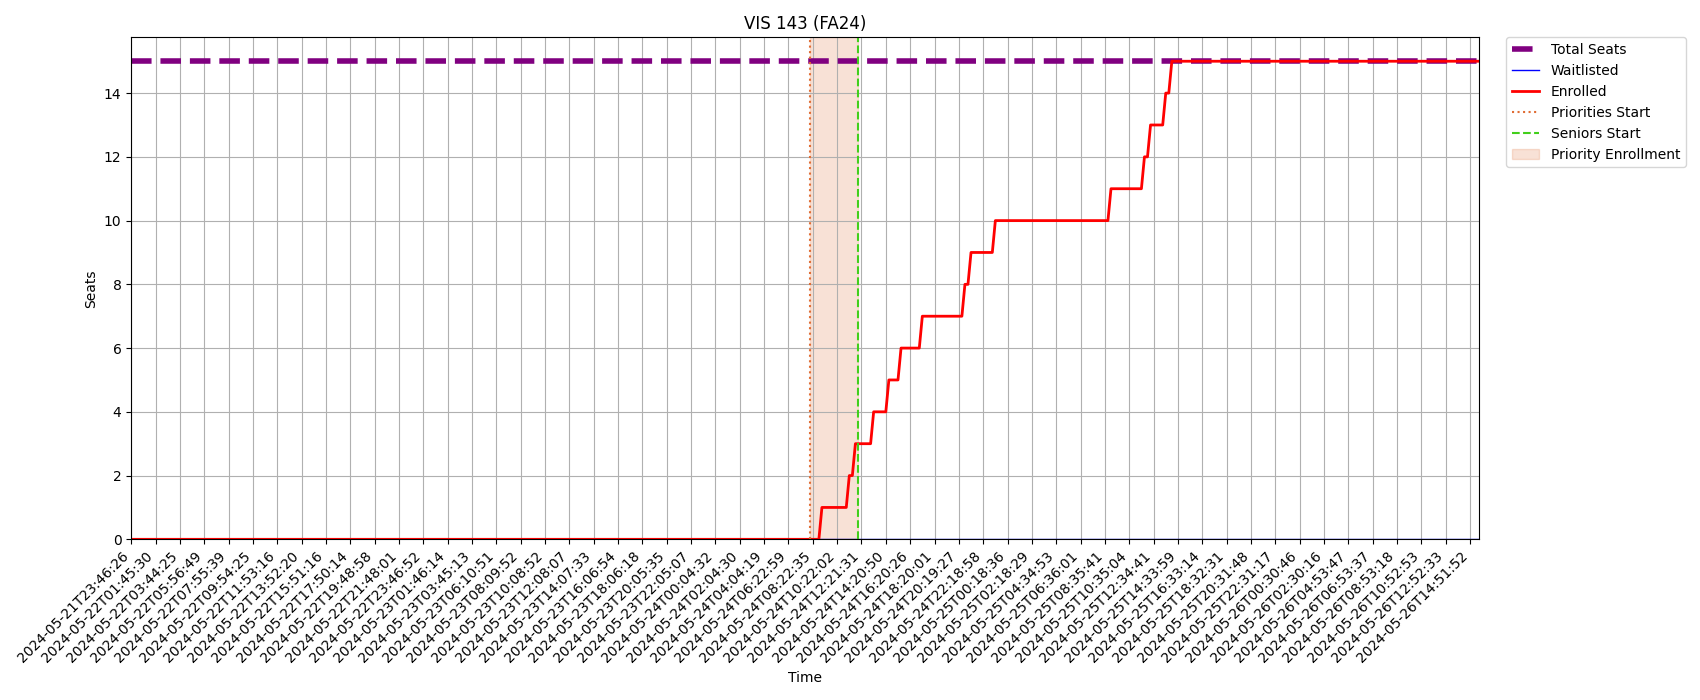 VIS 143 (FA24)
Total Seats
Waitlisted
Enrolled
Priorities Start
Seniors Start
Priority Enrollment
Seats
14
12
10
8
6
4
2
0
2024-05-21T23:46:26
2024-05-22T01:45:30
2024-05-22T03:44:25
2024-05-22T05:56:49
2024-05-22T07:55:39
2024-05-22T09:54:25
2024-05-22T11:53:16
2024-05-22T13:52:20
2024-05-22T15:51:16
2024-05-22T17:50:14
2024-05-22T19:48:58
2024-05-22T21:48:01
2024-05-22T23:46:52
2024-05-23T01:46:14
2024-05-23T03:45:13
2024-05-23T06:10:51
2024-05-23T08:09:52
2024-05-23T10:08:52
2024-05-23T12:08:07
2024-05-23T14:07:33
2024-05-23T16:06:54
2024-05-23T18:06:18
2024-05-23T20:05:35
2024-05-23T22:05:07
2024-05-24T00:04:32
2024-05-24T02:04:30
2024-05-24T04:04:19
2024-05-24T06:22:59
2024-05-24T08:22:35
2024-05-24T10:22:02
2024-05-24T12:21:31
2024-05-24T14:20:50
2024-05-24T16:20:26
2024-05-24T18:20:01
2024-05-24T20:19:27
2024-05-24T22:18:58
2024-05-25T00:18:36
2024-05-25T02:18:29
2024-05-25T04:34:53
2024-05-25T06:36:01
2024-05-25T08:35:41
2024-05-25T10:35:04
2024-05-25T12:34:41
2024-05-25T14:33:59
2024-05-25T16:33:14
2024-05-25T18:32:31
2024-05-25T20:31:48
2024-05-25T22:31:17
2024-05-26T00:30:46
2024-05-26T02:30:16
2024-05-26T04:53:47
2024-05-26T06:53:37
2024-05-26T08:53:18
2024-05-26T10:52:53
2024-05-26T12:52:33
2024-05-26T14:51:52
Time